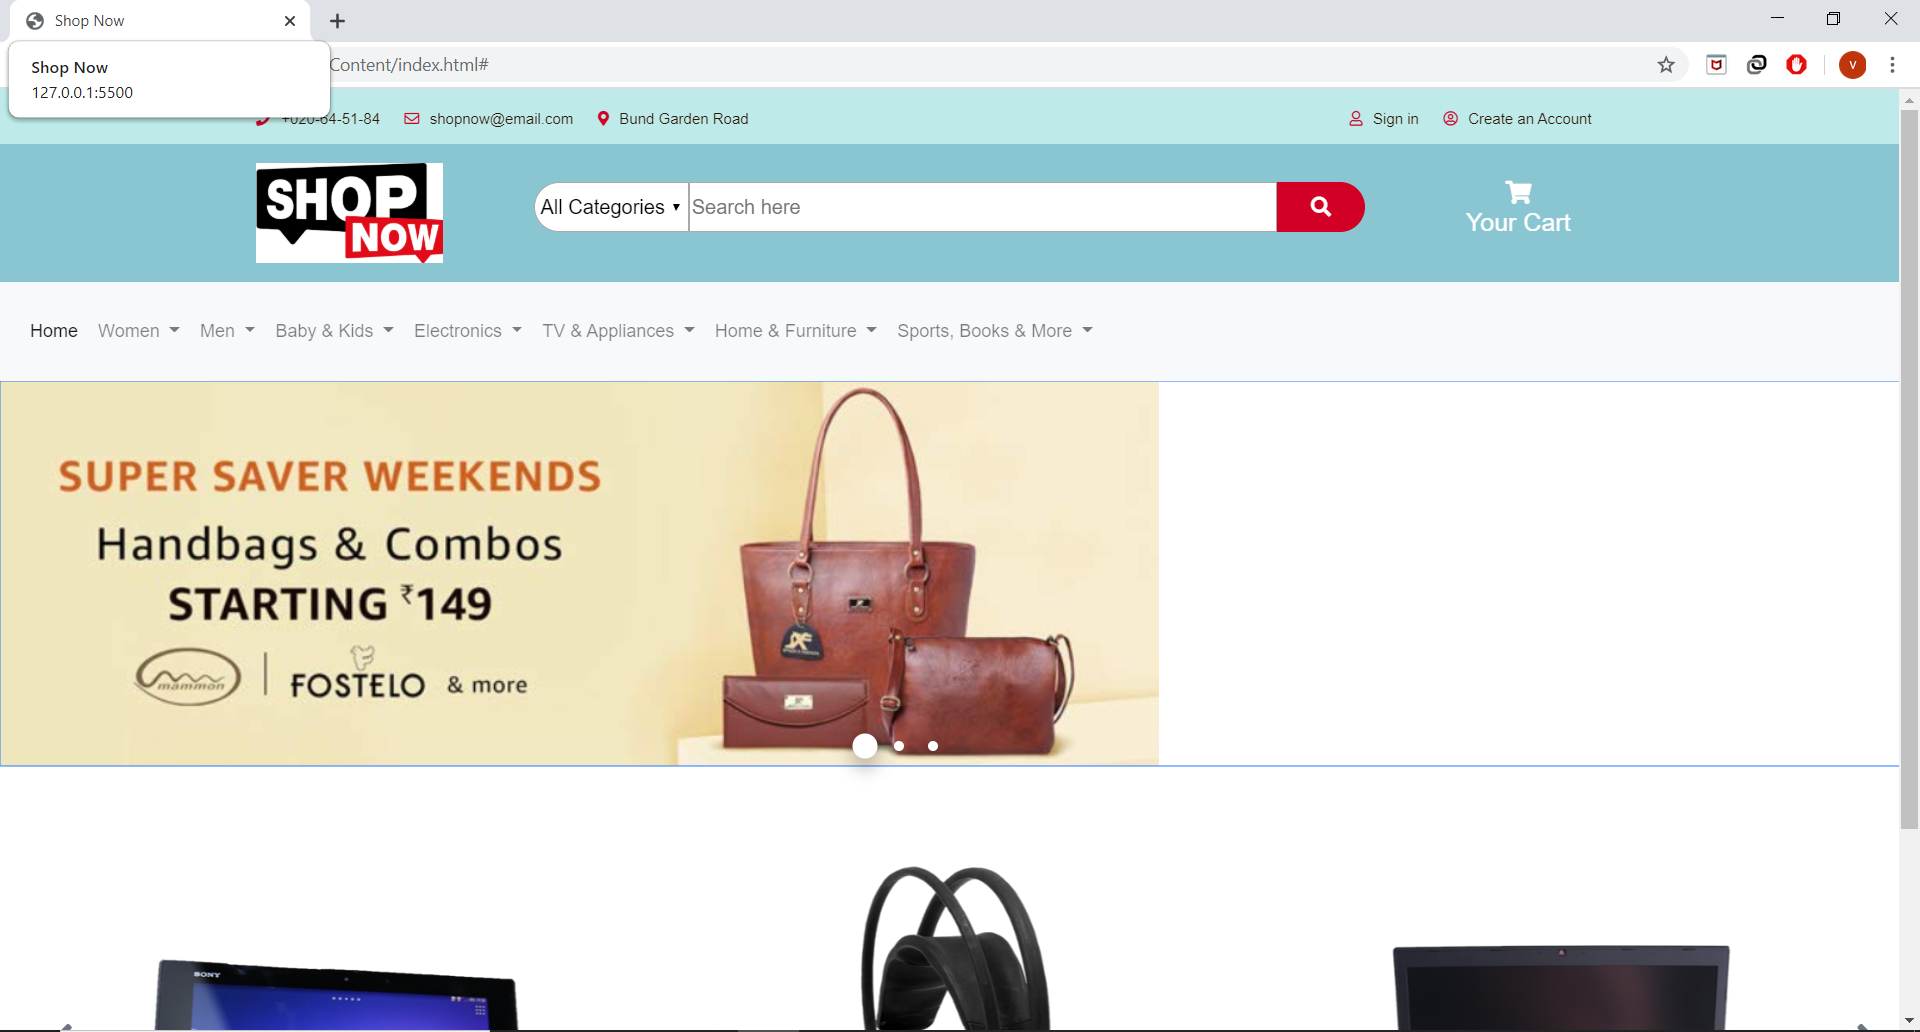 Shop Now
Shop Now
127.0.0.1:5500
Content/index.html#
V
+020-64-51-84 shopnow@email.com Bund Garden Road Sign in Create an Account
SHOP
NOW
All Categories Search here
Your Cart
Home Women Men Baby & Kids Electronics TV & Appliances Home & Furniture Sports, Books & More
SUPER SAVER WEEKENDS
Handbags & Combos
STARTING ₹149
mammon FOSTELO & more
SONY